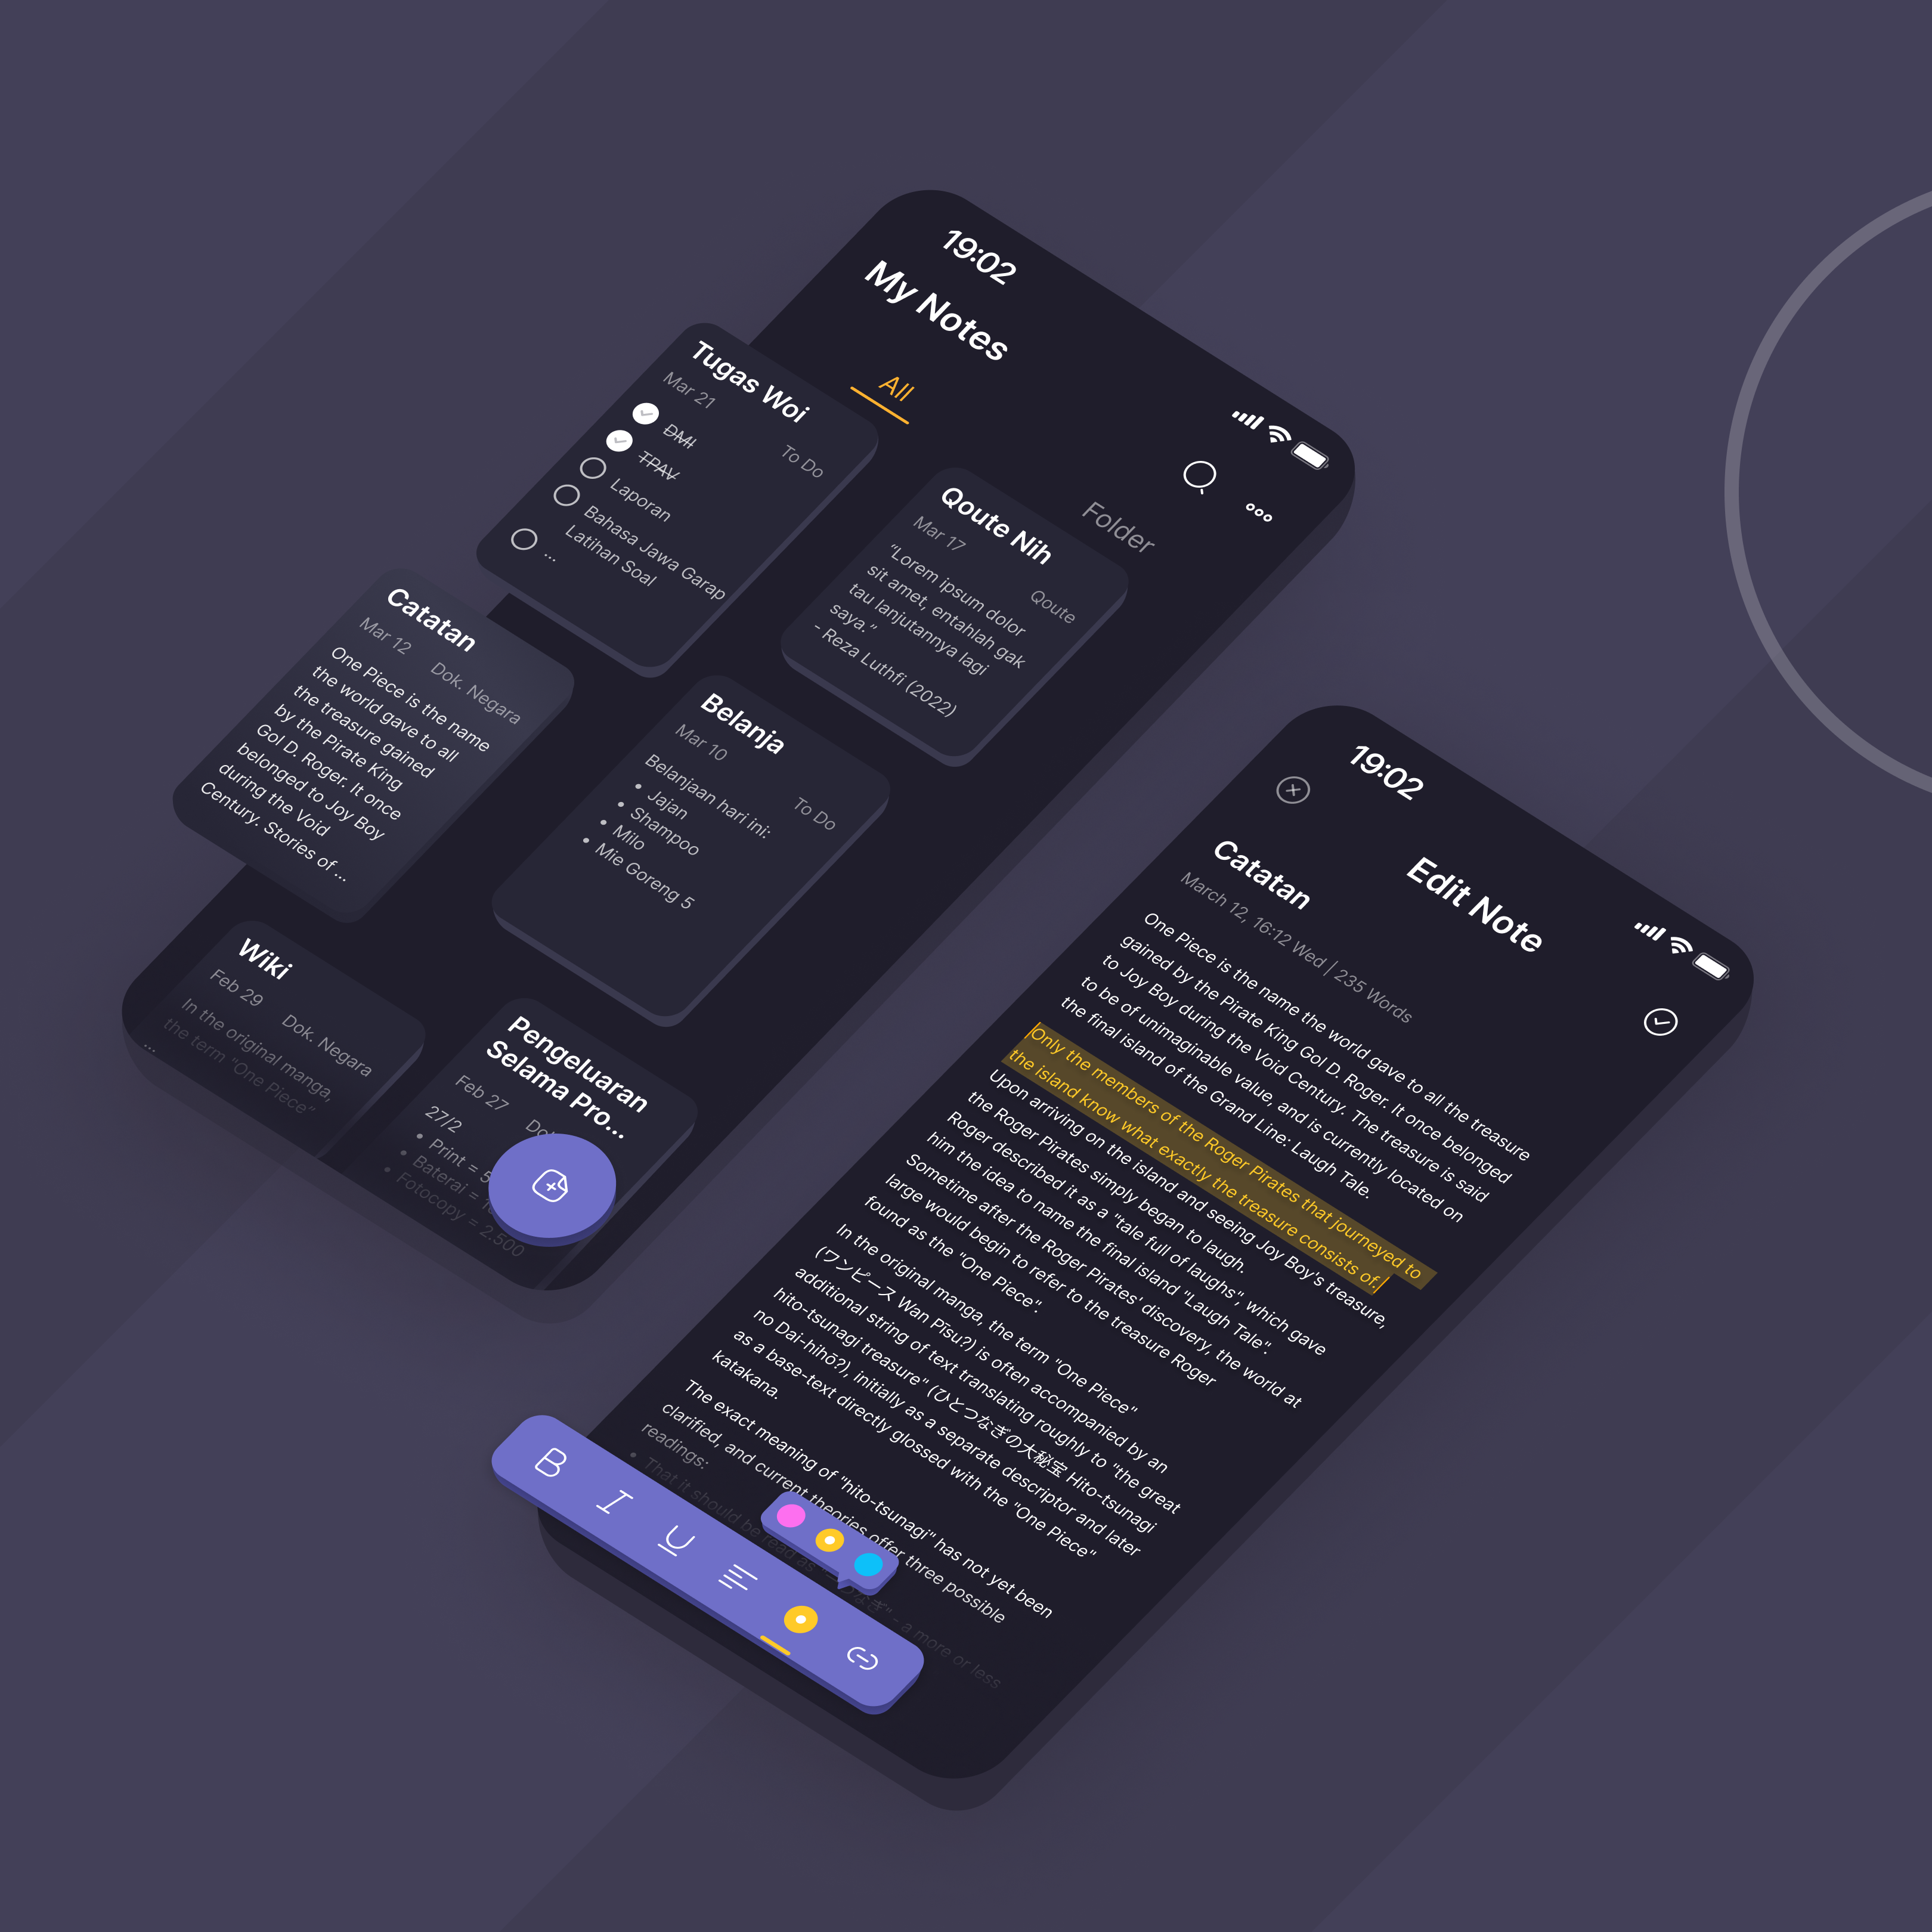 19:02
My Notes
All
Folder
Tugas Woi
Mar 21
To Do
DMI
TPAV
Laporan
Bahasa Jawa Garap
Latihan Soal
...
Qoute Nih
Mar 17
Qoute
“Lorem ipsum dolor
sit amet, entahlah gak
tau lanjutannya lagi
saya.”
- Reza Luthfi (2022)
Catatan
Mar 12
Dok. Negara
One Piece is the name
the world gave to all
the treasure gained
by the Pirate King
Gol D. Roger. It once
belonged to Joy Boy
during the Void
Century. Stories of ...
Belanja
Mar 10
To Do
Belanjaan hari ini:
• Jajan
• Shampoo
• Milo
• Mie Goreng 5
Wiki
Feb 29
Dok. Negara
In the original manga,
the term "One Piece"
...
Pengeluaran
Selama Pro...
Feb 27
27/2
• Print =
• Baterai =
• Fotocopy = 2.500
19:02
Edit Note
Catatan
March 12, 16:12 Wed | 235 Words
One Piece is the name the world gave to all the treasure
gained by the Pirate King Gol D. Roger. It once belonged
to Joy Boy during the Void Century. The treasure is said
to be of unimaginable value, and is currently located on
the final island of the Grand Line: Laugh Tale.
Only the members of the Roger Pirates that journeyed to
the island know what exactly the treasure consists of.
Upon arriving on the island and seeing Joy Boy's treasure,
the Roger Pirates simply began to laugh.
Roger described it as a "tale full of laughs", which gave
him the idea to name the final island "Laugh Tale".
Sometime after the Roger Pirates' discovery, the world at
large would begin to refer to the treasure Roger
found as the "One Piece".
In the original manga, the term "One Piece"
(ワンピース Wan Pīsu?) is often accompanied by an
additional string of text translating roughly to "the great
hito-tsunagi treasure" (ひとつなぎの大秘宝 Hito-tsunagi
no Dai-hihō?), initially as a separate descriptor and later
as a base-text directly glossed with the "One Piece"
katakana.
The exact meaning of "hito-tsunagi" has not yet been
clarified, and current theories offer three possible
readings:
• That it should be read as つなぎ" - a more or less
B
I
U